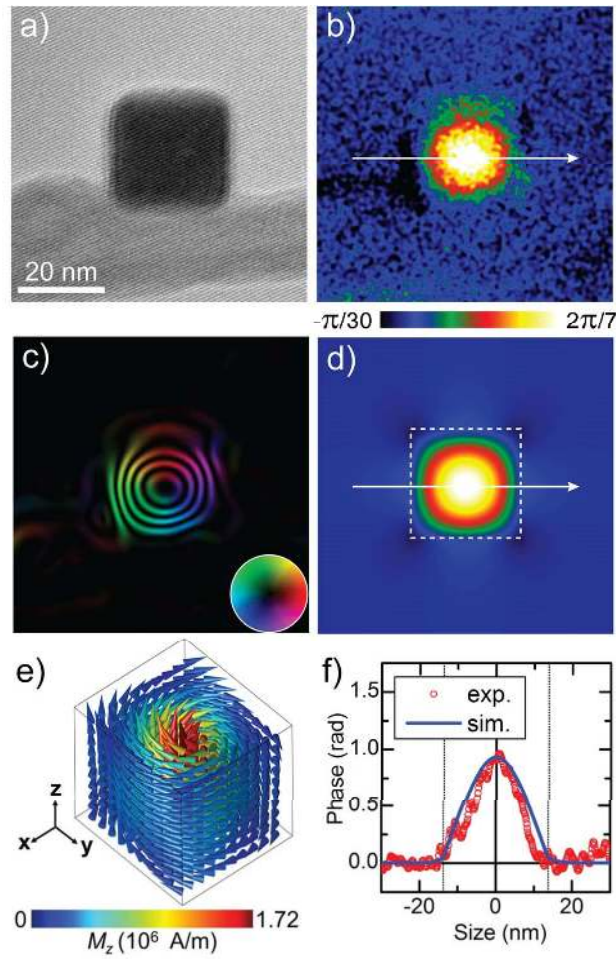 a)
b)
20 nm
-π/30
2π/7
c)
d)
e)
z
x
y
0
1.72
M_z (10⁶ A/m)
f)
1.5
1.0
0.5
0.0
Phase (rad)
exp.
sim.
-20
0
20
Size (nm)